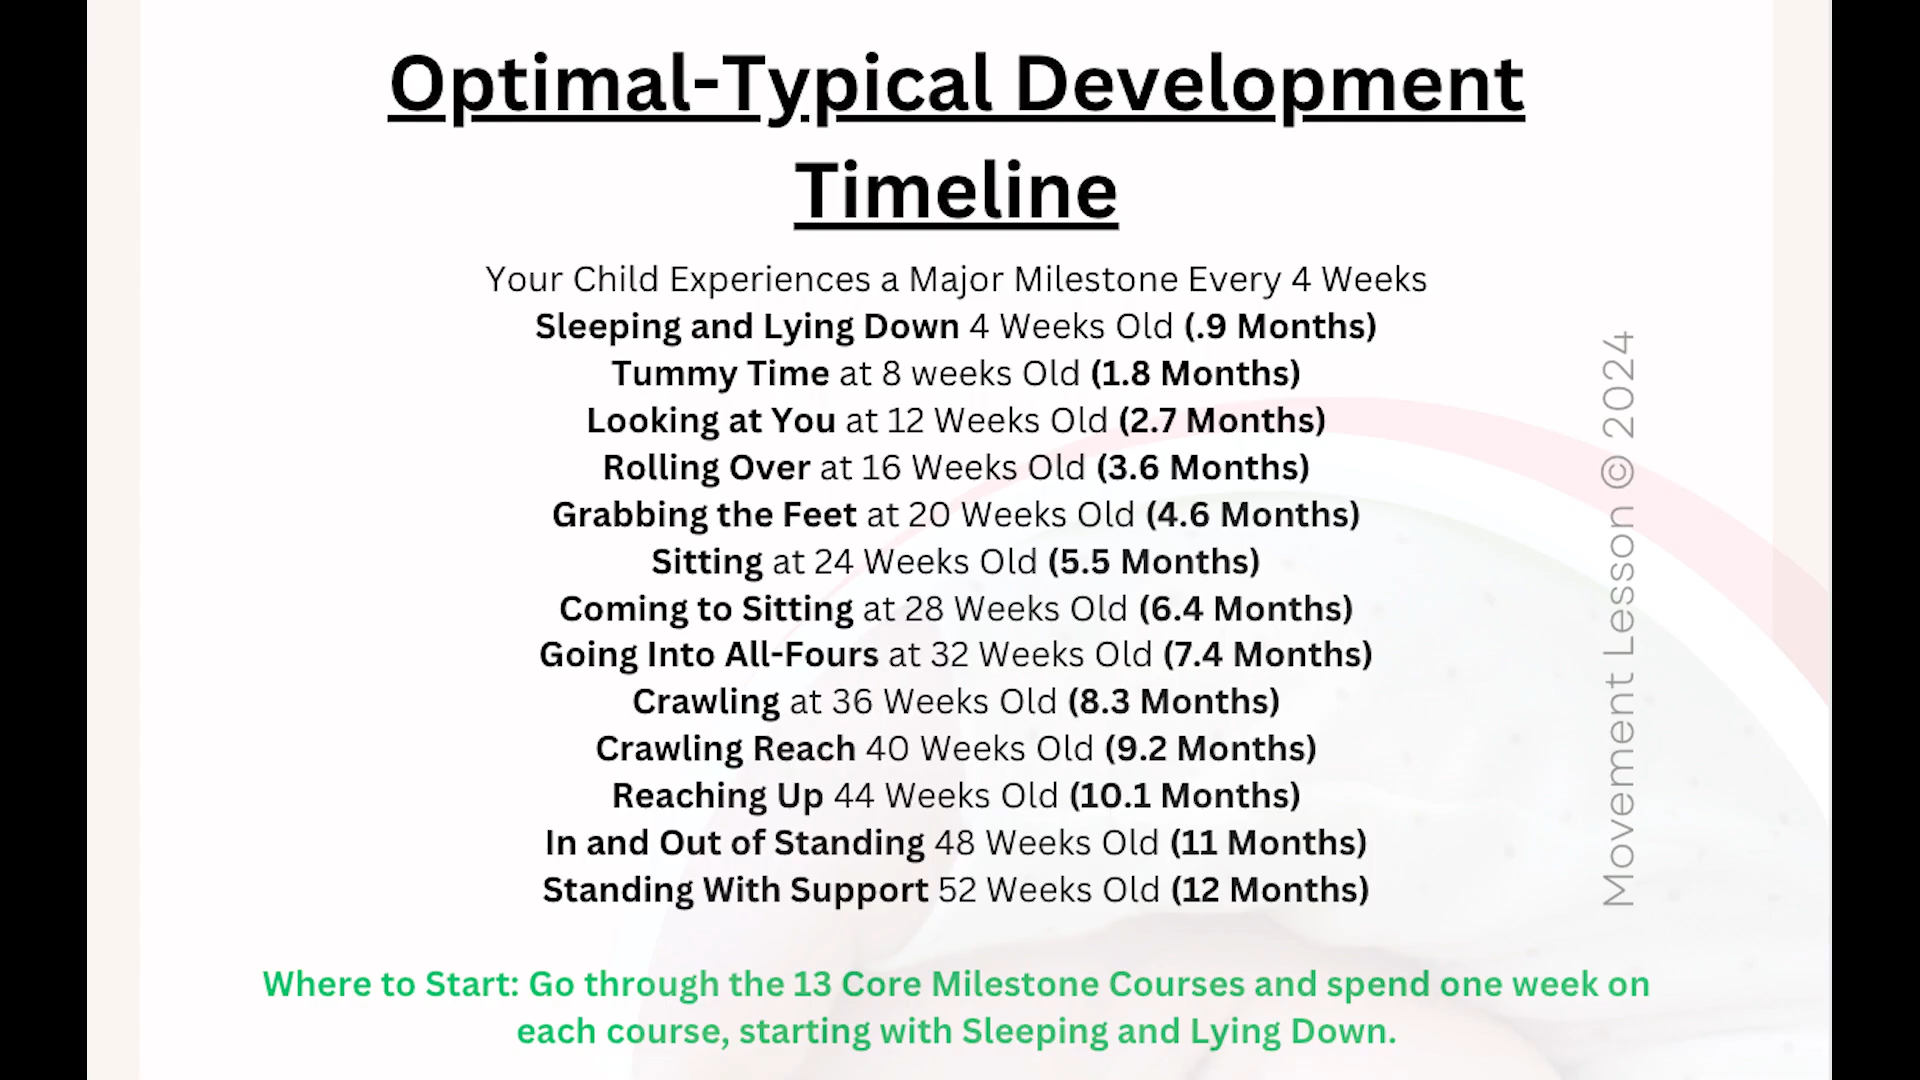 Optimal-Typical Development
Timeline
Your Child Experiences a Major Milestone Every 4 Weeks
Sleeping and Lying Down 4 Weeks Old (.9 Months)
Tummy Time at 8 weeks Old (1.8 Months)
Looking at You at 12 Weeks Old (2.7 Months)
Rolling Over at 16 Weeks Old (3.6 Months)
Grabbing the Feet at 20 Weeks Old (4.6 Months)
Sitting at 24 Weeks Old (5.5 Months)
Coming to Sitting at 28 Weeks Old (6.4 Months)
Going Into All-Fours at 32 Weeks Old (7.4 Months)
Crawling at 36 Weeks Old (8.3 Months)
Crawling Reach 40 Weeks Old (9.2 Months)
Reaching Up 44 Weeks Old (10.1 Months)
In and Out of Standing 48 Weeks Old (11 Months)
Standing With Support 52 Weeks Old (12 Months)
Where to Start: Go through the 13 Core Milestone Courses and spend one week on
each course, starting with Sleeping and Lying Down.
Movement Lesson © 2024